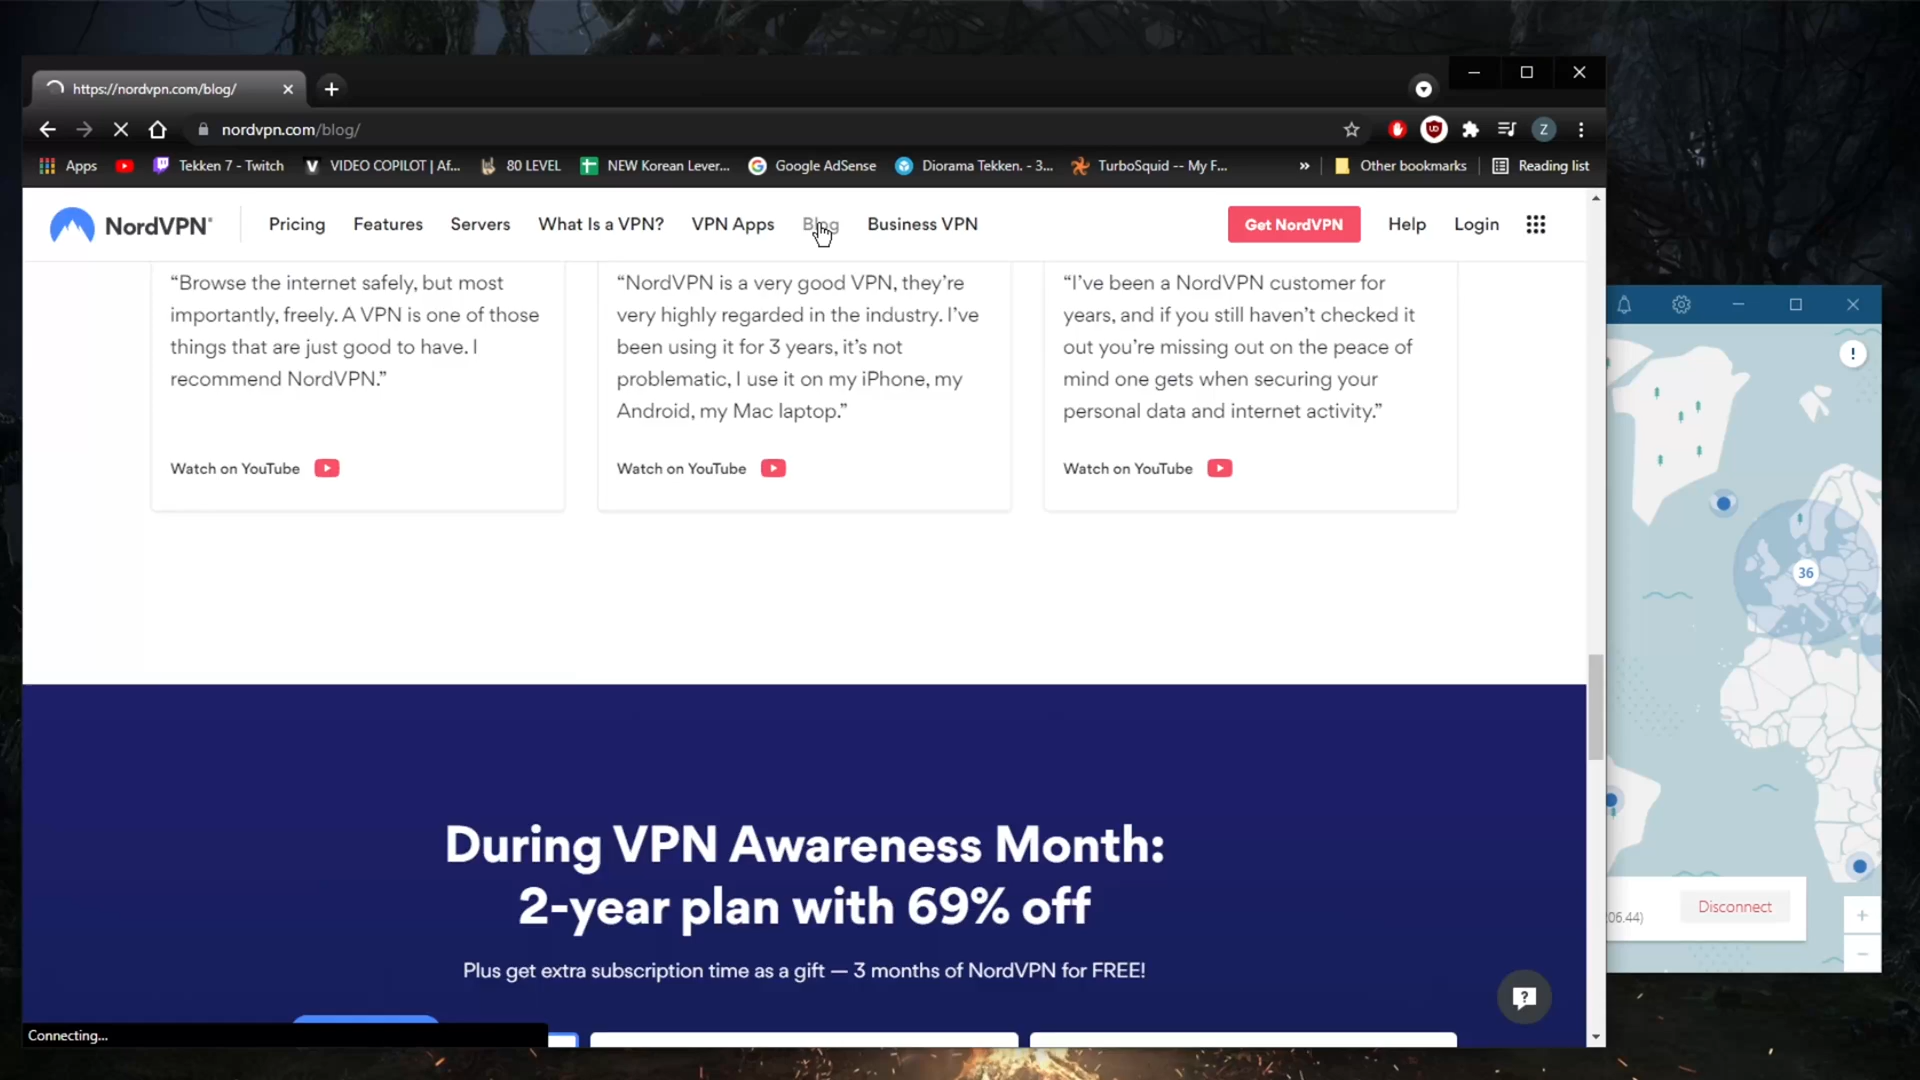 https://nordvpn.com/blog/
nordvpn.com/blog/
Z
Apps
Tekken 7 - Twitch
VIDEO COPILOT | Af...
80 LEVEL
NEW Korean Lever...
Google AdSense
Diorama Tekken. - 3...
TurboSquid -- My F...
»
Other bookmarks
Reading list
NordVPN®
Pricing
Features
Servers
What Is a VPN?
VPN Apps
Blog
Business VPN
Get NordVPN
Help
Login
“Browse the internet safely, but most
importantly, freely. A VPN is one of those
things that are just good to have. I
recommend NordVPN.”
Watch on YouTube
“NordVPN is a very good VPN, they’re
very highly regarded in the industry. I’ve
been using it for 3 years, it’s not
problematic, I use it on my iPhone, my
Android, my Mac laptop.”
Watch on YouTube
“I’ve been a NordVPN customer for
years, and if you still haven’t checked it
out you’re missing out on the peace of
mind one gets when securing your
personal data and internet activity.”
Watch on YouTube
During VPN Awareness Month:
2-year plan with 69% off
Plus get extra subscription time as a gift — 3 months of NordVPN for FREE!
Connecting...
!
36
06.44)
Disconnect
+
−
?